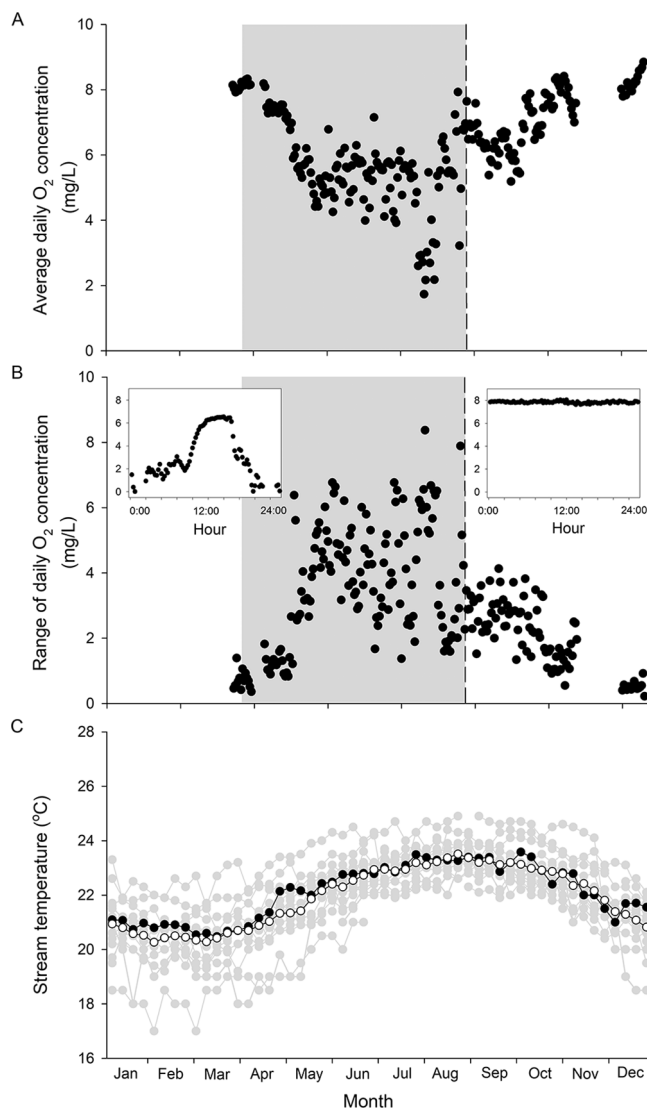 A
10
8
6
4
2
0
Average daily O2 concentration
(mg/L)
B
10
8
6
4
2
0
Range of daily O2 concentration
(mg/L)
8
6
4
2
0
0:00 12:00 24:00
Hour
8
6
4
2
0
0:00 12:00 24:00
Hour
C
28
26
24
22
20
18
16
Stream temperature (°C)
Jan Feb Mar Apr May Jun Jul Aug Sep Oct Nov Dec
Month